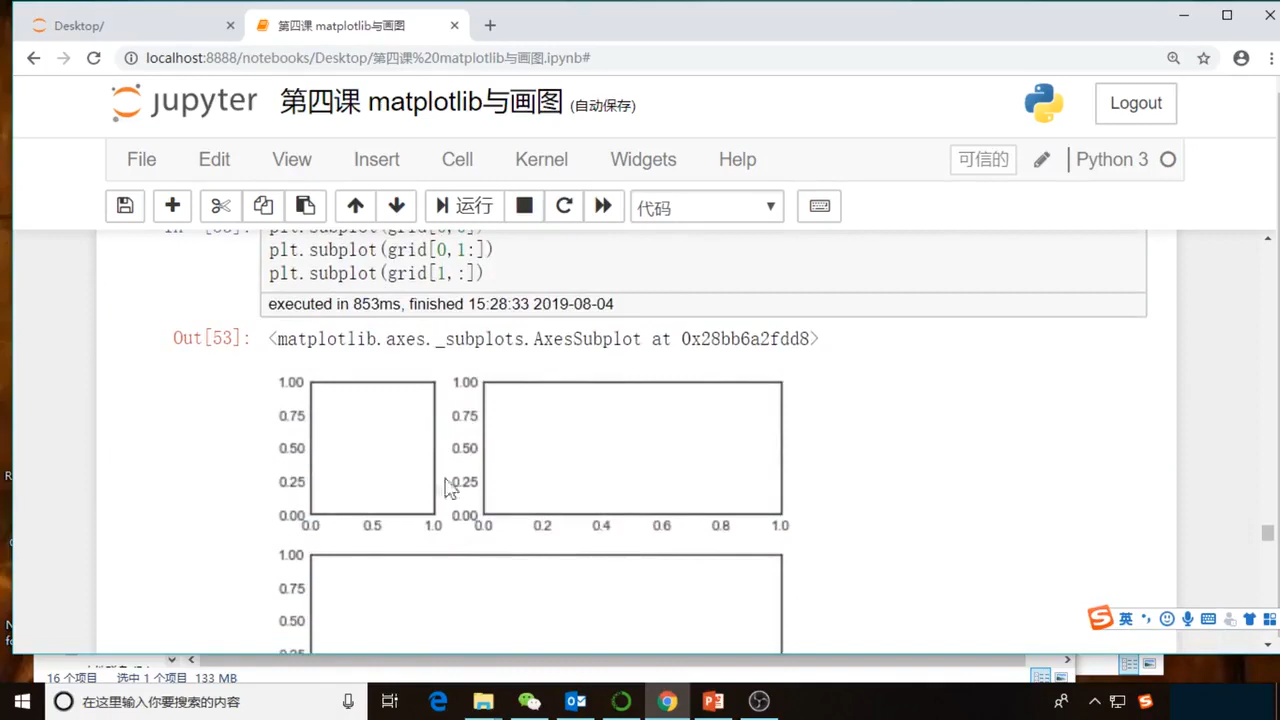 Desktop/
第四课 matplotlib与画图
localhost:8888/notebooks/Desktop/第四课%20matplotlib与画图.ipynb#
jupyter 第四课 matplotlib与画图 (自动保存)
Logout
File Edit View Insert Cell Kernel Widgets Help 可信的 Python 3
运行 代码
plt.subplot(grid[0,1:])
plt.subplot(grid[1,:])
executed in 853ms, finished 15:28:33 2019-08-04
Out[53]: <matplotlib.axes._subplots.AxesSubplot at 0x28bb6a2fdd8>
1.00 1.00
0.75 0.75
0.50 0.50
0.25 0.25
0.00 0.00
0.0 0.5 1.0 0.0 0.2 0.4 0.6 0.8 1.0
1.00
0.75
0.50
英
16 个项目 选中 1 个项目 133 MB
在这里输入你要搜索的内容